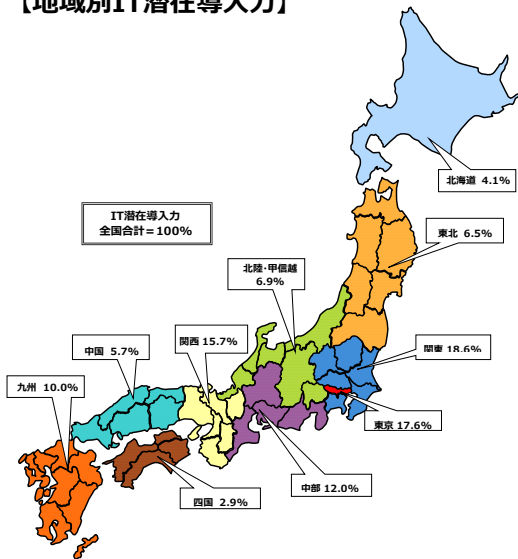 【地域別IT潜在導入力】
北海道 4.1%
IT潜在導入力
全国合計＝100%
東北 6.5%
北陸・甲信越
6.9%
関西 15.7%
中国 5.7%
関東 18.6%
九州 10.0%
東京 17.6%
中部 12.0%
四国 2.9%